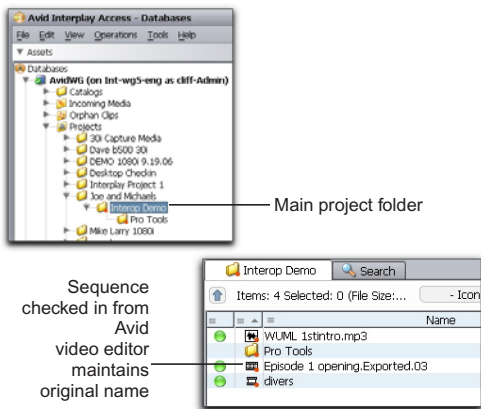 Avid Interplay Access - Databases
File Edit View Operations Tools Help
Assets
Databases
AvidWG (on Int-wg5-eng as cliff-Admin)
Catalogs
Incoming Media
Orphan Clips
Projects
30i Capture Media
Dave b500 30i
DEMO 1080i 9.19.06
Desktop Checkin
Interplay Project 1
Joe and Michaels
Interop Demo
Pro Tools
Mike Larry 1080i
Main project folder
Interop Demo Search
Items: 4 Selected: 0 (File Size:... - Icon
Name
WUML 1stintro.mp3
Pro Tools
Episode 1 opening.Exported.03
divers
Sequence
checked in from
Avid
video editor
maintains
original name